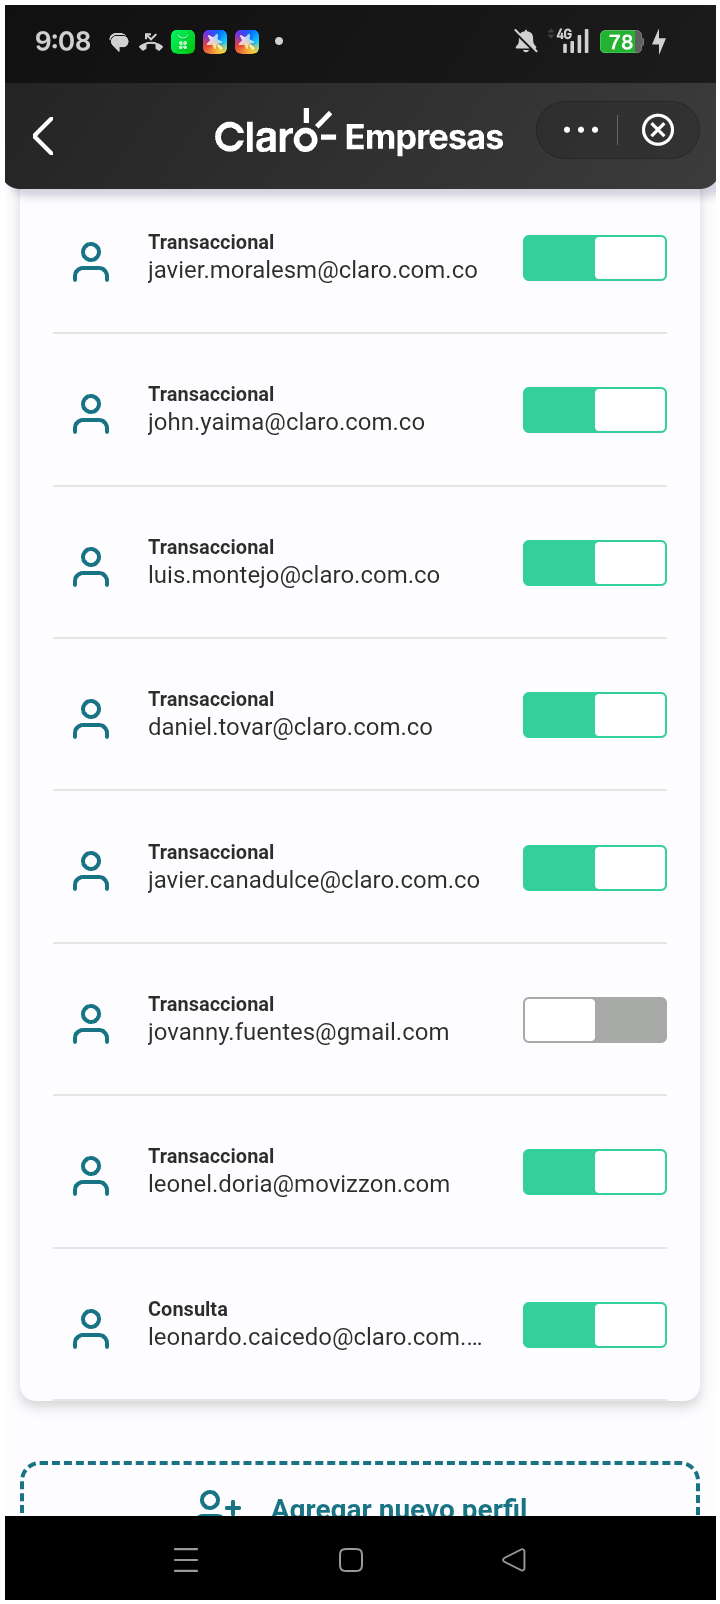 9:08
4G
78
Claro- Empresas
Transaccional
javier.moralesm@claro.com.co
Transaccional
john.yaima@claro.com.co
Transaccional
luis.montejo@claro.com.co
Transaccional
daniel.tovar@claro.com.co
Transaccional
javier.canadulce@claro.com.co
Transaccional
jovanny.fuentes@gmail.com
Transaccional
leonel.doria@movizzon.com
Consulta
leonardo.caicedo@claro.com....
Agregar nuevo perfil